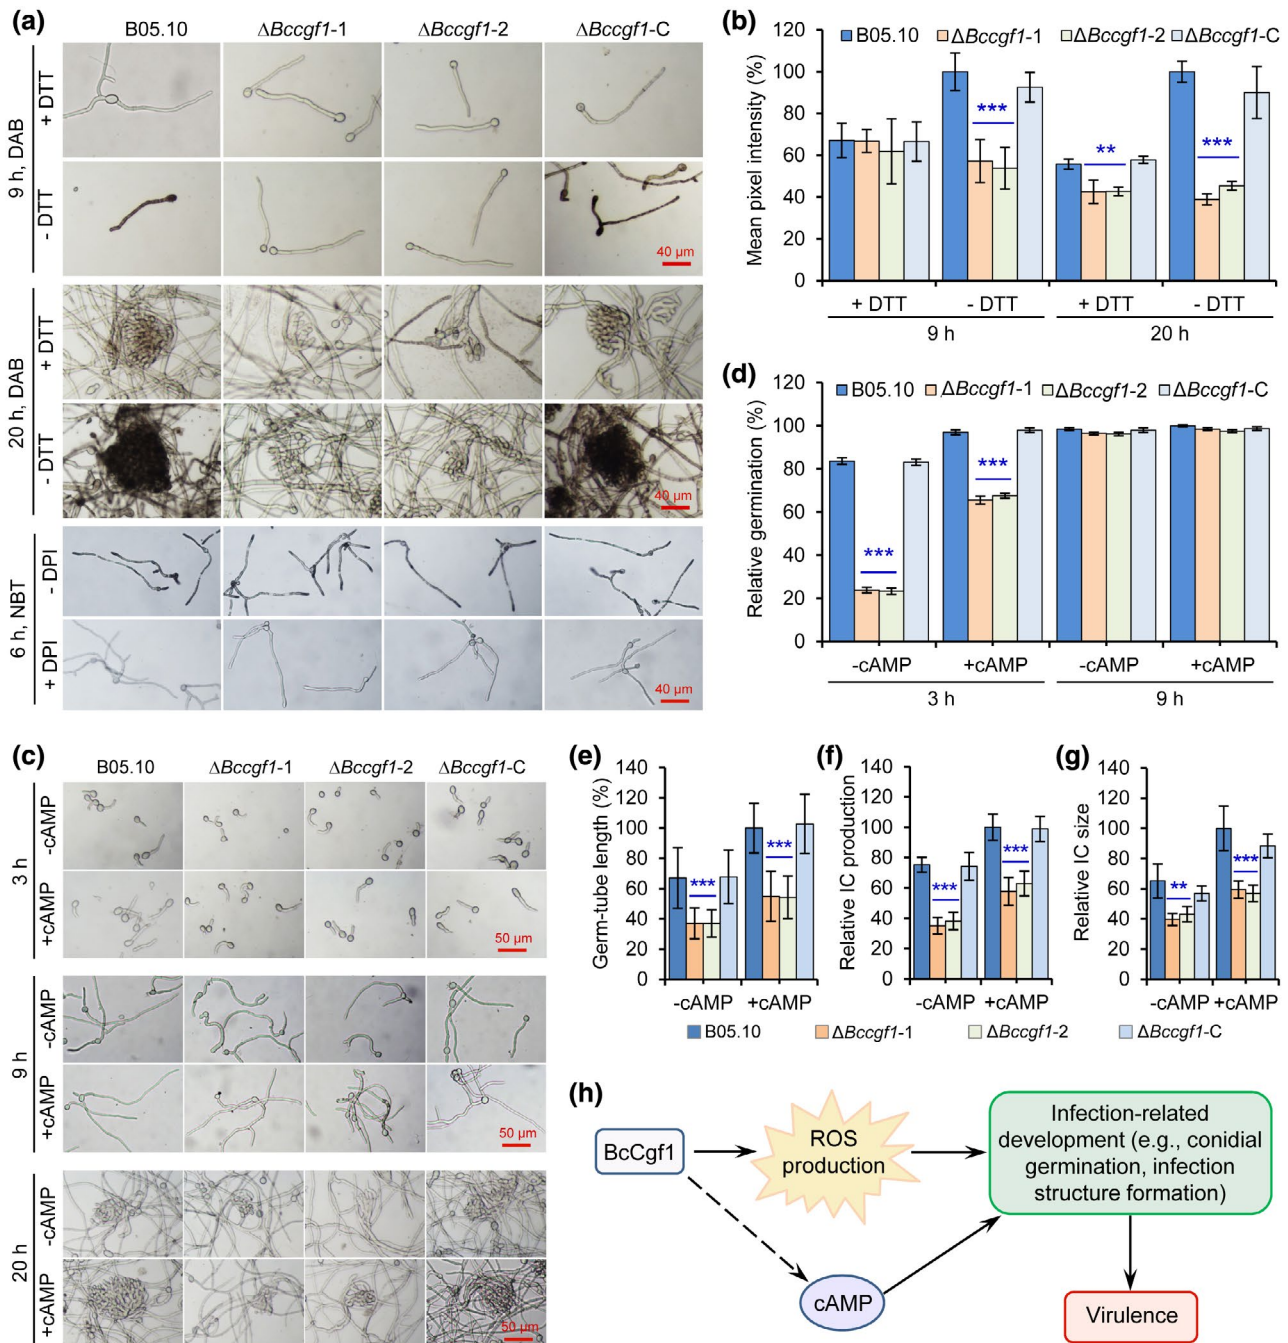 (a)
B05.10 ΔBccgf1-1 ΔBccgf1-2 ΔBccgf1-C
9 h, DAB
+ DTT
- DTT
40 μm
20 h, DAB
+ DTT
- DTT
40 μm
6 h, NBT
- DPI
+ DPI
40 μm
(b)
B05.10 ΔBccgf1-1 ΔBccgf1-2 ΔBccgf1-C
Mean pixel intensity (%)
120
100
80
60
40
20
0
***
**
***
+ DTT - DTT + DTT - DTT
9 h 20 h
(d)
B05.10 ΔBccgf1-1 ΔBccgf1-2 ΔBccgf1-C
Relative germination (%)
120
100
80
60
40
20
0
***
***
-cAMP +cAMP -cAMP +cAMP
3 h 9 h
(c)
B05.10 ΔBccgf1-1 ΔBccgf1-2 ΔBccgf1-C
3 h
-cAMP
+cAMP
50 μm
9 h
-cAMP
+cAMP
50 μm
20 h
-cAMP
+cAMP
50 μm
(e)
Germ-tube length (%)
140
120
100
80
60
40
20
0
***
***
-cAMP +cAMP
(f)
Relative IC production
140
120
100
80
60
40
20
0
***
***
-cAMP +cAMP
(g)
Relative IC size
140
120
100
80
60
40
20
0
**
***
-cAMP +cAMP
B05.10 ΔBccgf1-1 ΔBccgf1-2 ΔBccgf1-C
(h)
BcCgf1
ROS
production
Infection-related
development (e.g., conidial
germination, infection
structure formation)
cAMP
Virulence